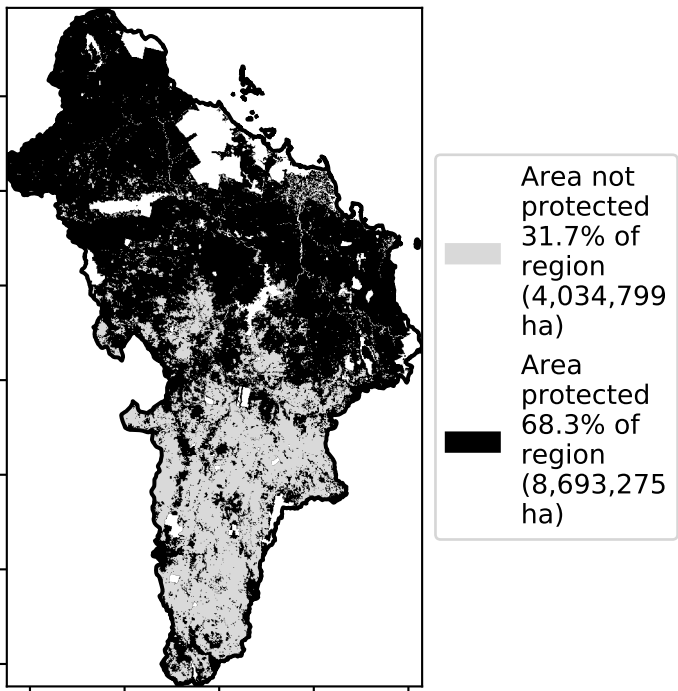 Area not
protected
31.7% of
region
(4,034,799
ha)
Area
protected
68.3% of
region
(8,693,275
ha)